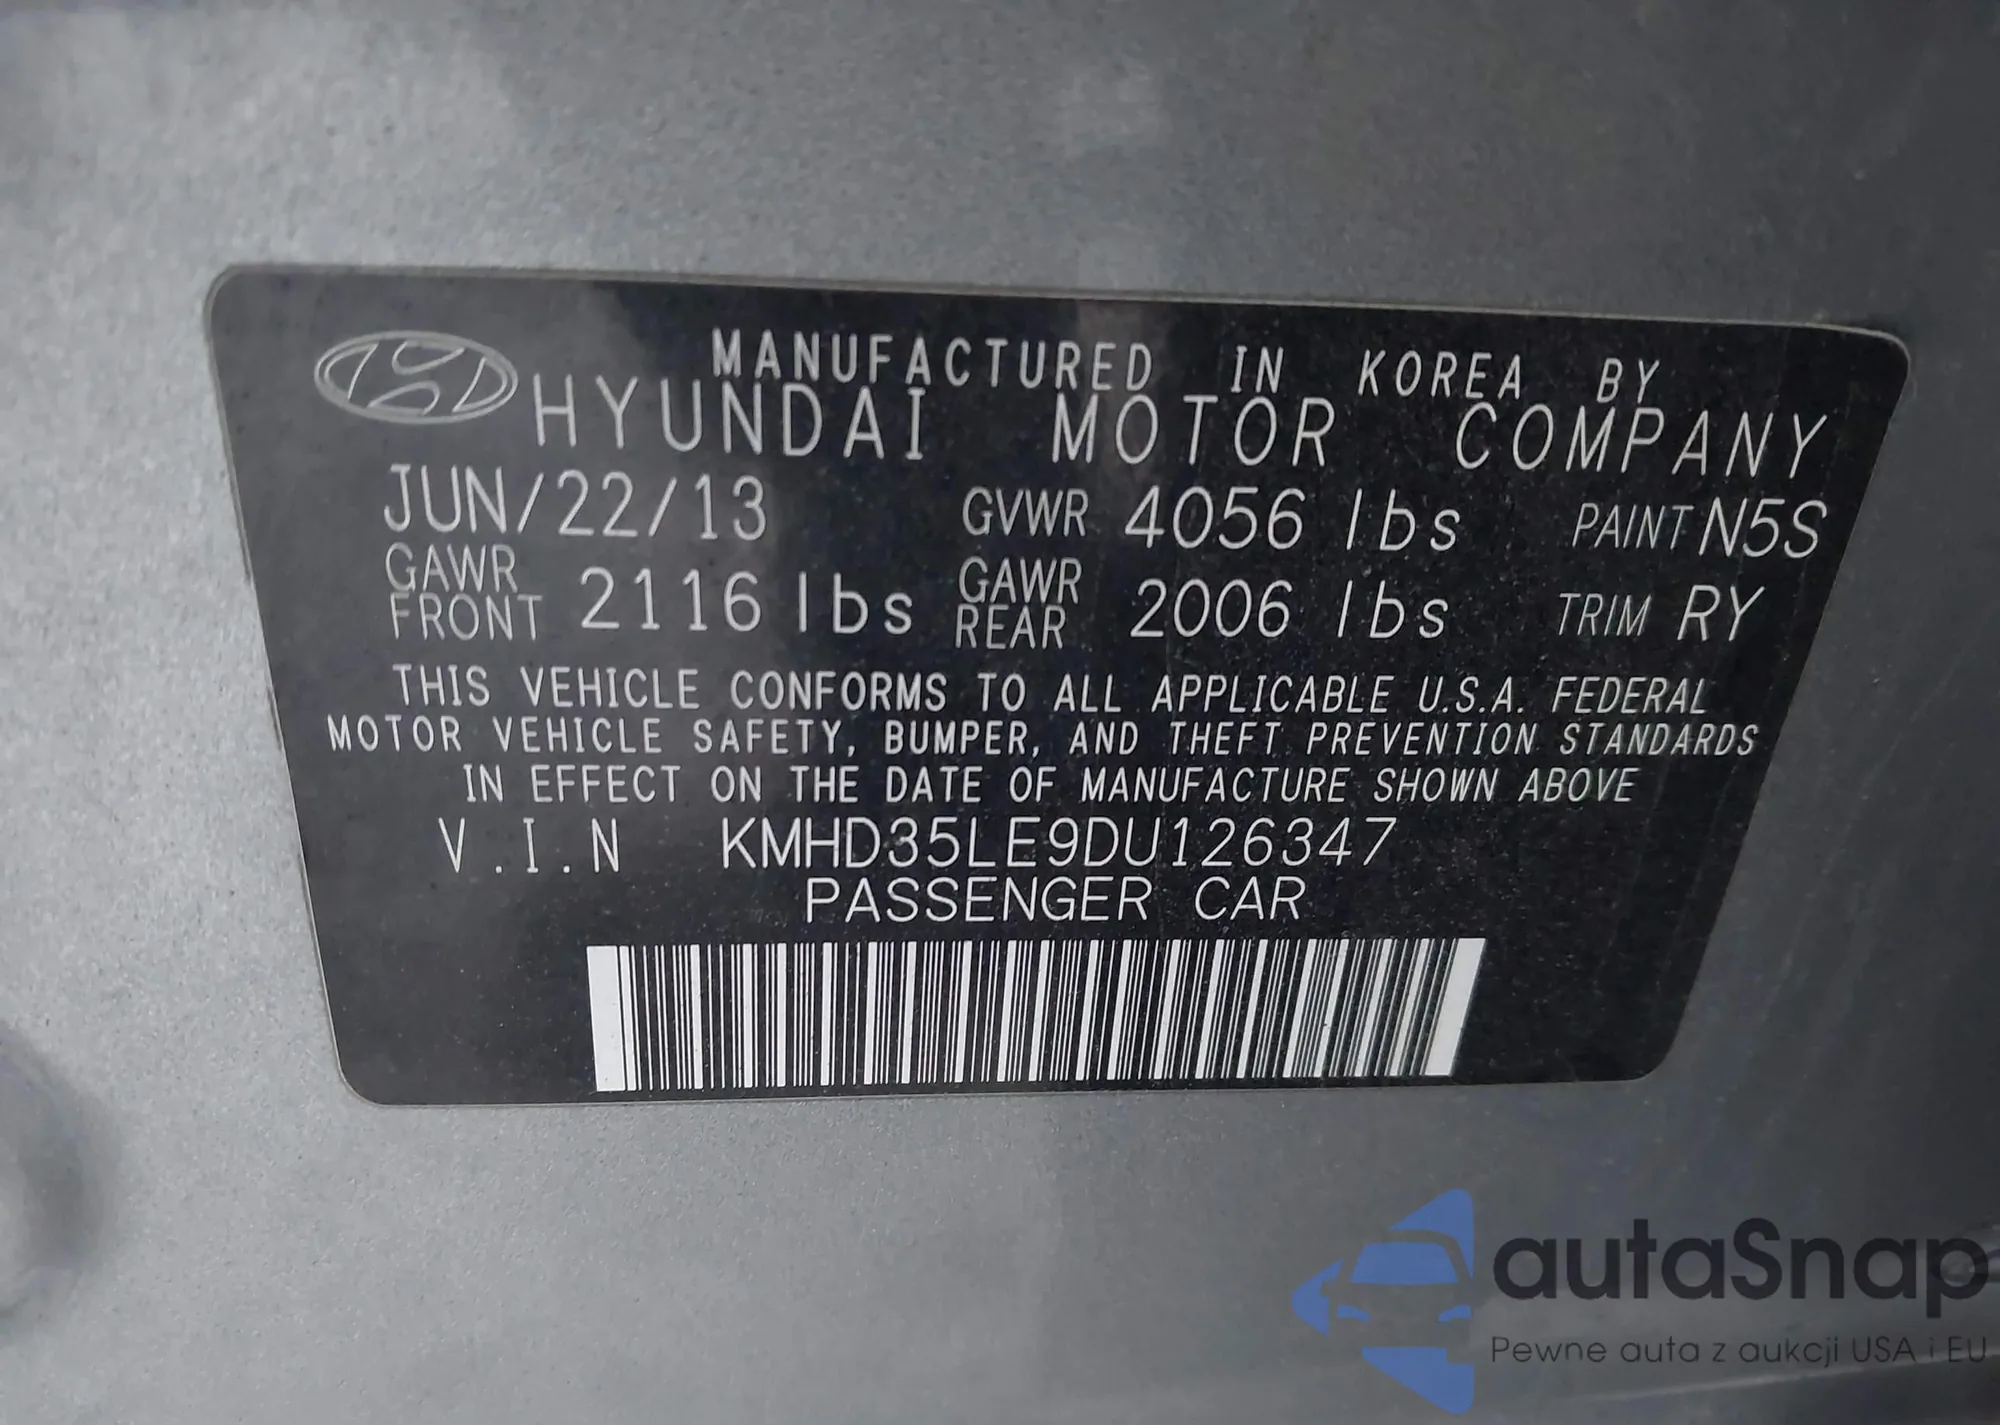 MANUFACTURED IN KOREA BY
HYUNDAI MOTOR COMPANY
JUN/22/13 GVWR 4056 lbs PAINT N5S
GAWR FRONT 2116 lbs GAWR REAR 2006 lbs TRIM RY
THIS VEHICLE CONFORMS TO ALL APPLICABLE U.S.A. FEDERAL
MOTOR VEHICLE SAFETY, BUMPER, AND THEFT PREVENTION STANDARDS
IN EFFECT ON THE DATE OF MANUFACTURE SHOWN ABOVE
V.I.N KMHD35LE9DU126347
PASSENGER CAR
autaSnap
Pewne auta z aukcji USA i EU